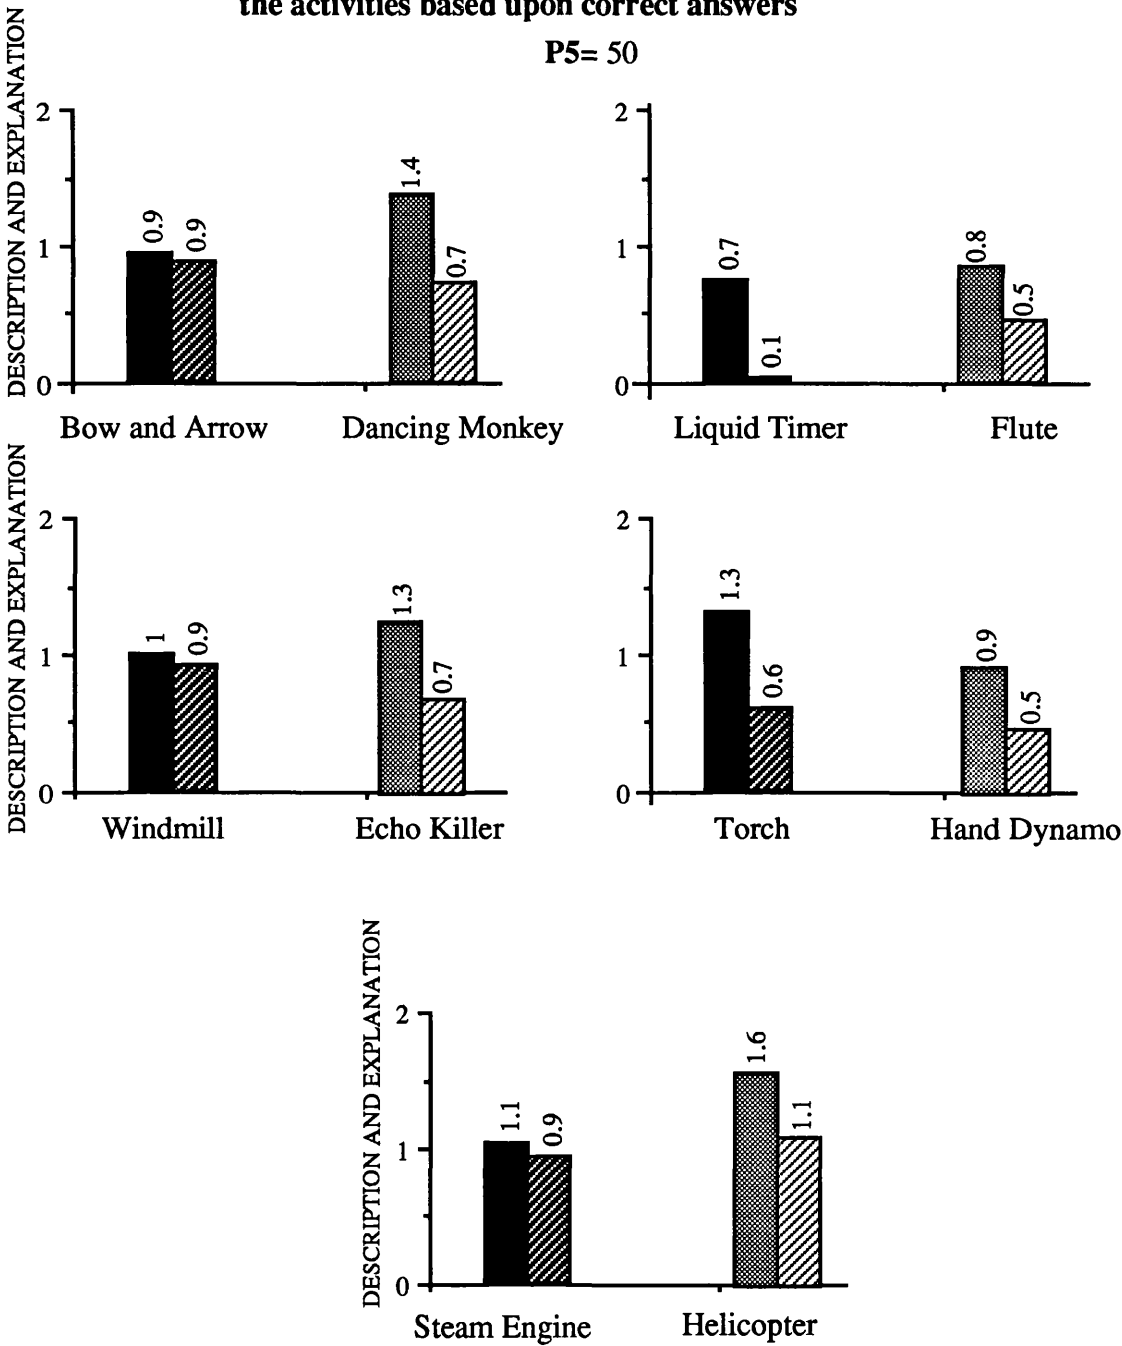 the activities based upon correct answers
P5= 50
DESCRIPTION AND EXPLANATION
2
1
0
0.9
0.9
1.4
0.7
Bow and Arrow
Dancing Monkey
2
1
0
0.7
0.1
0.8
0.5
Liquid Timer
Flute
DESCRIPTION AND EXPLANATION
2
1
0
1
0.9
1.3
0.7
Windmill
Echo Killer
2
1
0
1.3
0.6
0.9
0.5
Torch
Hand Dynamo
DESCRIPTION AND EXPLANATION
2
1
0
1.1
0.9
1.6
1.1
Steam Engine
Helicopter